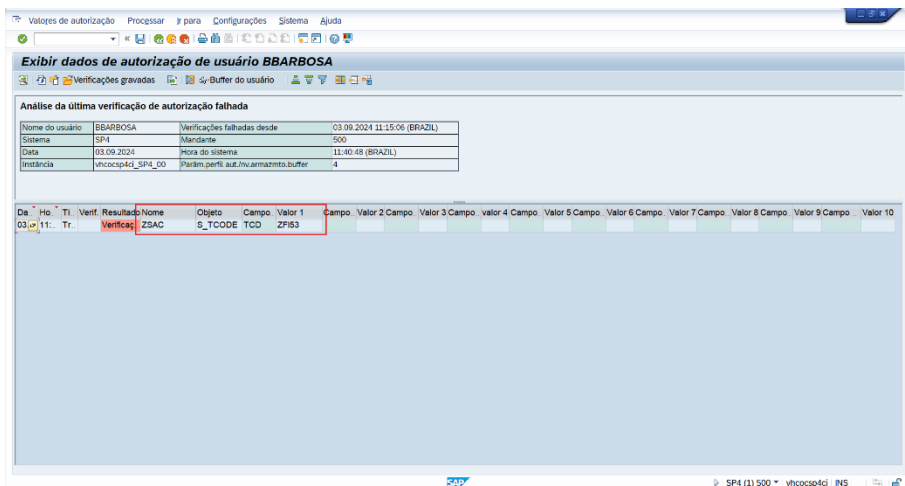 Valores de autorização Processar Ir para Configurações Sistema Ajuda
Exibir dados de autorização de usuário BBARBOSA
Verificações gravadas Buffer do usuário
Análise da última verificação de autorização falhada
Nome do usuário BBARBOSA Verificações falhadas desde 03.09.2024 11:15:06 (BRAZIL)
Sistema SP4 Mandante 500
Data 03.09.2024 Hora do sistema 11:40:48 (BRAZIL)
Instância vhcocsp4ci_SP4_00 Parâm.perfil aut./nv.armazmto.buffer 4
Da.. Ho.. Ti.. Verif. Resultado Nome Objeto Campo. Valor 1 Campo.. Valor 2 Campo.. Valor 3 Campo.. valor 4 Campo.. Valor 5 Campo.. Valor 6 Campo.. Valor 7 Campo.. Valor 8 Campo.. Valor 9 Campo .. Valor 10
03. 11:.. Tr.. Verificaç ZSAC S_TCODE TCD ZFI53
SAP
SP4 (1) 500 vhcocsp4ci INS